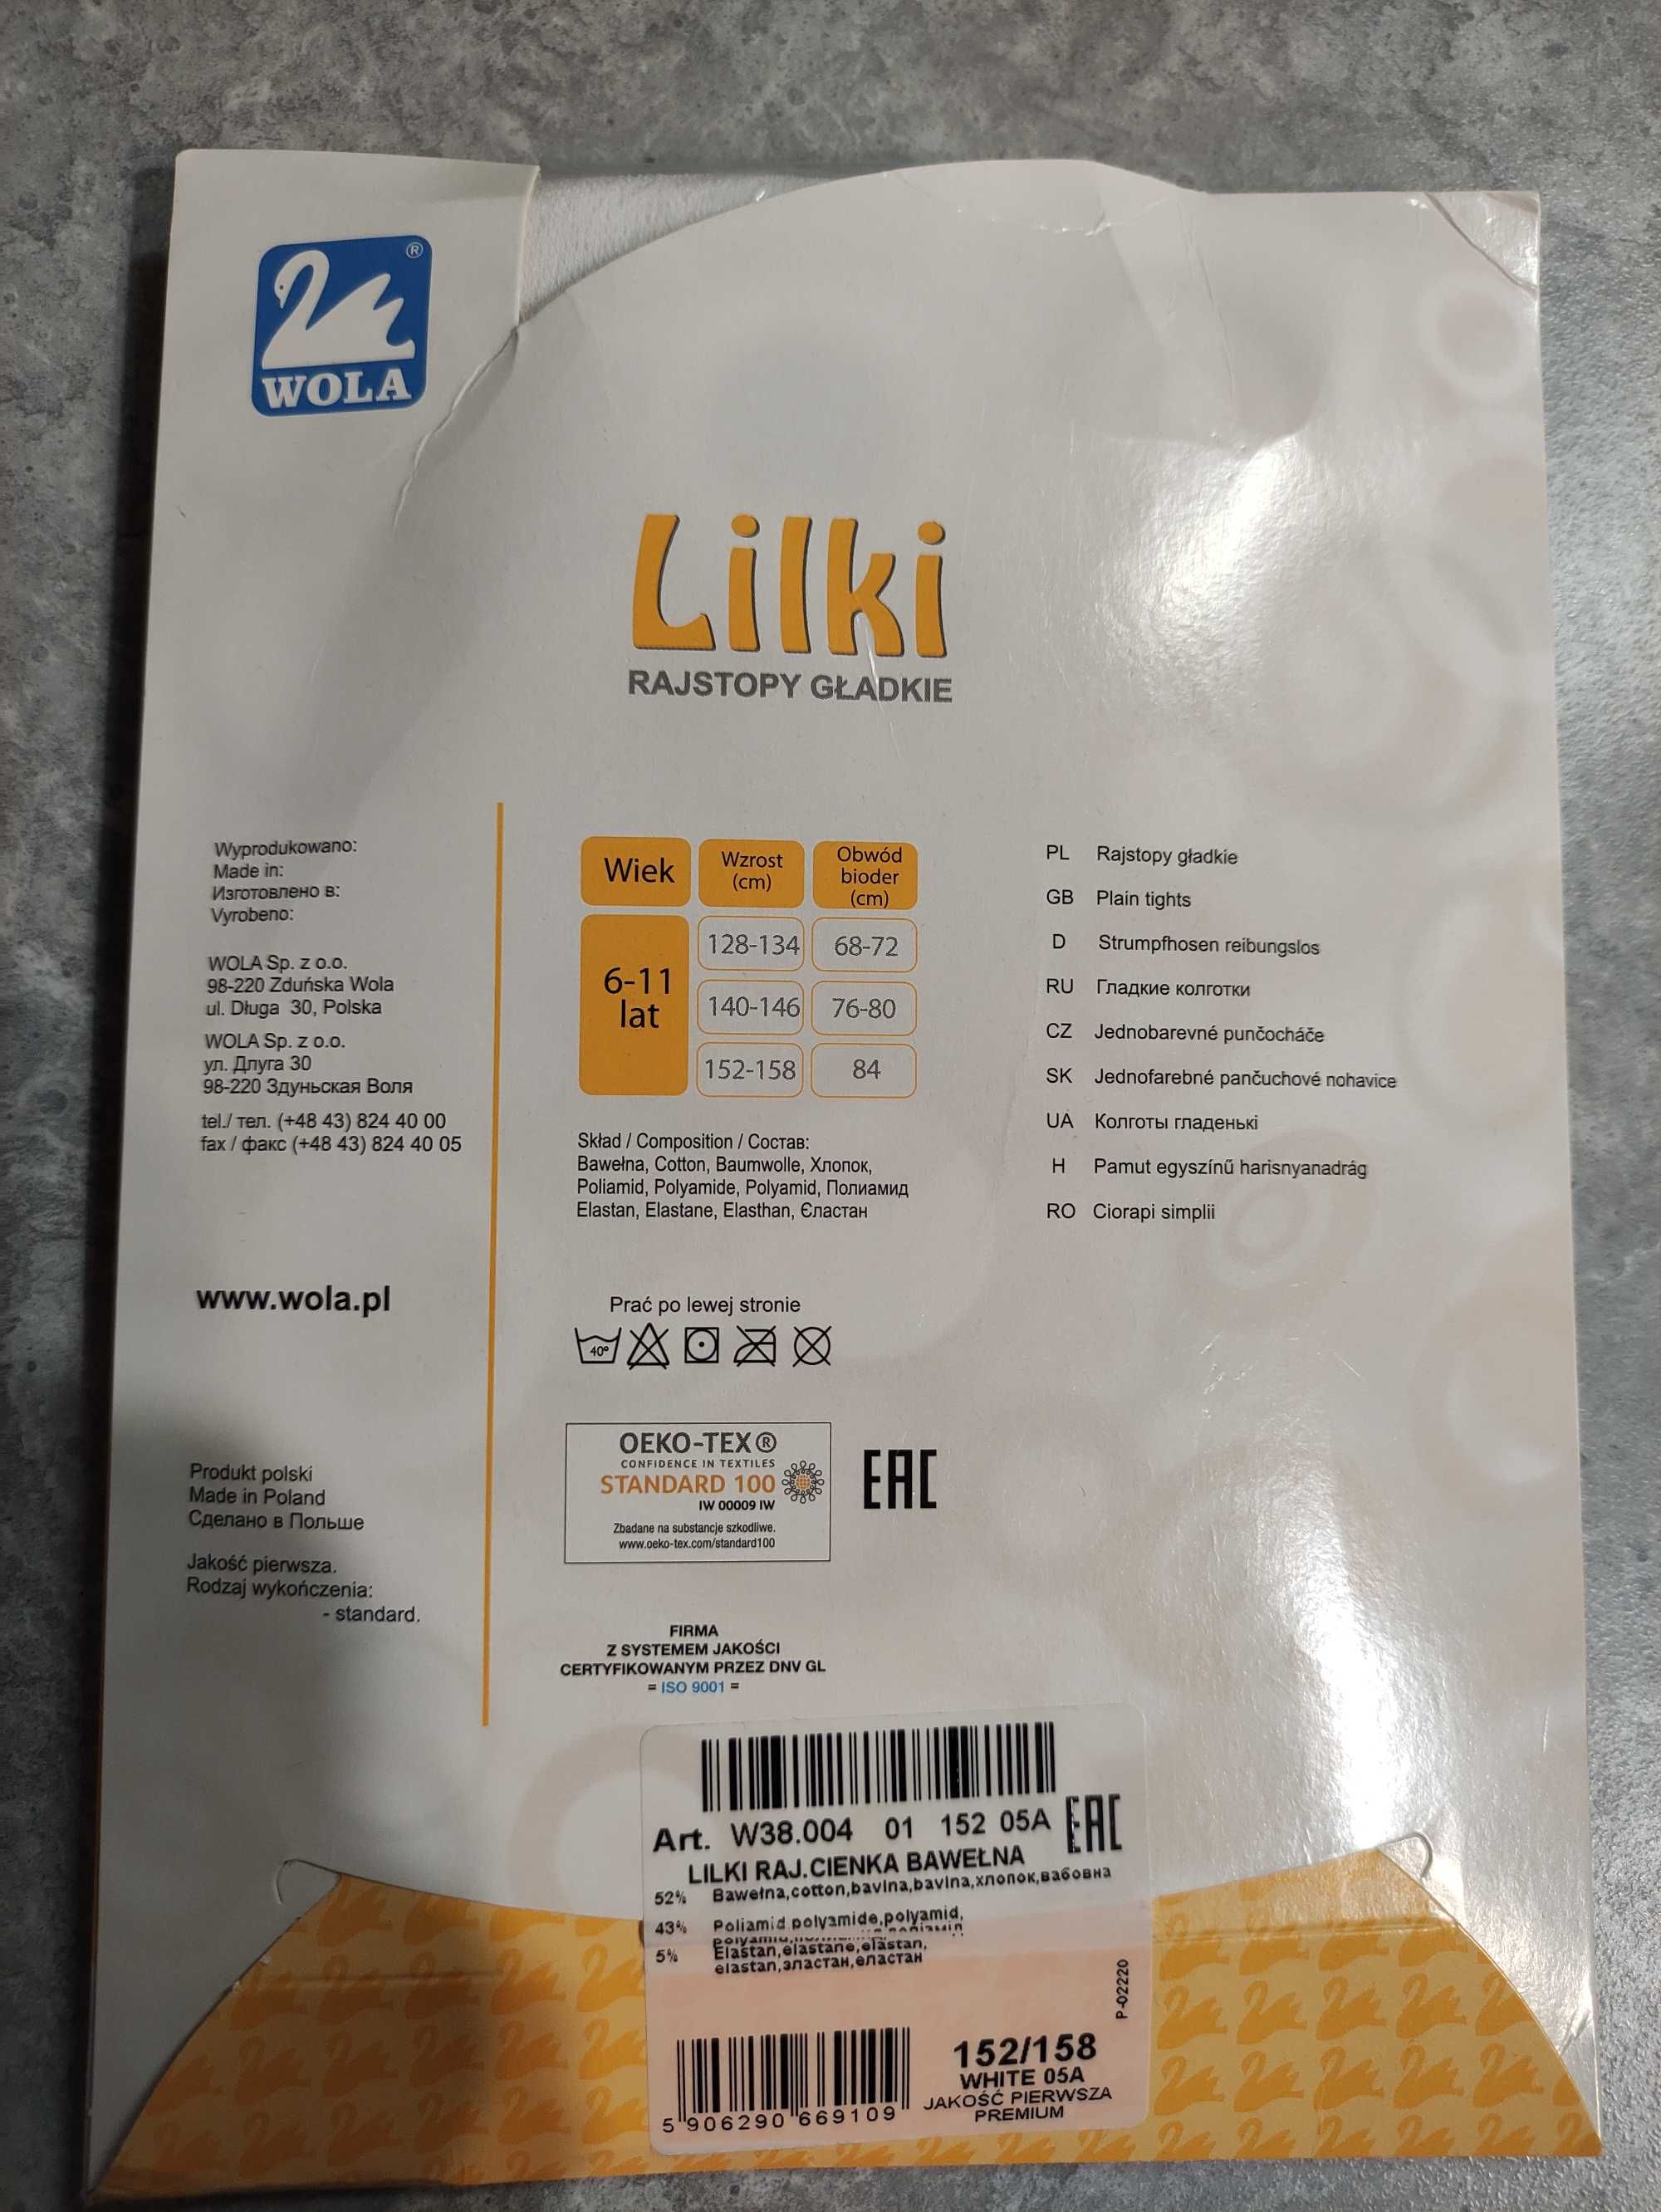 ®
WOLA
Lilki
RAJSTOPY GŁADKIE
Wyprodukowano:
Made in:
Изготовлено в:
Vyrobeno:
WOLA Sp. z o.o.
98-220 Zduńska Wola
ul. Długa 30, Polska
WOLA Sp. z o.o.
ул. Длуга 30
98-220 Здуньская Воля
tel./ тел. (+48 43) 824 40 00
fax / факс (+48 43) 824 40 05
www.wola.pl
Produkt polski
Made in Poland
Сделано в Польше
Jakość pierwsza.
Rodzaj wykończenia:
- standard.
Wiek Wzrost (cm) Obwód bioder (cm)
6-11 lat
128-134 68-72
140-146 76-80
152-158 84
Skład / Composition / Состав:
Bawełna, Cotton, Baumwolle, Хлопок,
Poliamid, Polyamide, Polyamid, Полиамид
Elastan, Elastane, Elasthan, Єластан
Prać po lewej stronie
40°
OEKO-TEX®
CONFIDENCE IN TEXTILES
STANDARD 100
IW 00009 IW
Zbadane na substancje szkodliwe.
www.oeko-tex.com/standard100
EAC
FIRMA
Z SYSTEMEM JAKOŚCI
CERTYFIKOWANYM PRZEZ DNV GL
= ISO 9001 =
PL Rajstopy gładkie
GB Plain tights
D Strumpfhosen reibungslos
RU Гладкие колготки
CZ Jednobarevné punčocháče
SK Jednofarebné pančuchové nohavice
UA Колготы гладенькі
H Pamut egyszínű harisnyanadrág
RO Ciorapi simplii
Art. W38.004 01 152 05A EAC
LILKI RAJ.CIENKA BAWEŁNA
52% Bawełna,cotton,bavlna,bavlna,хлопок,вабовна
43% Poliamid polyamide,polyamid,
5% Elastan,elastane,elastan,
elastan,эластан,еластан
P-02220
5 906290 669109
152/158
WHITE 05A
JAKOŚĆ PIERWSZA
PREMIUM